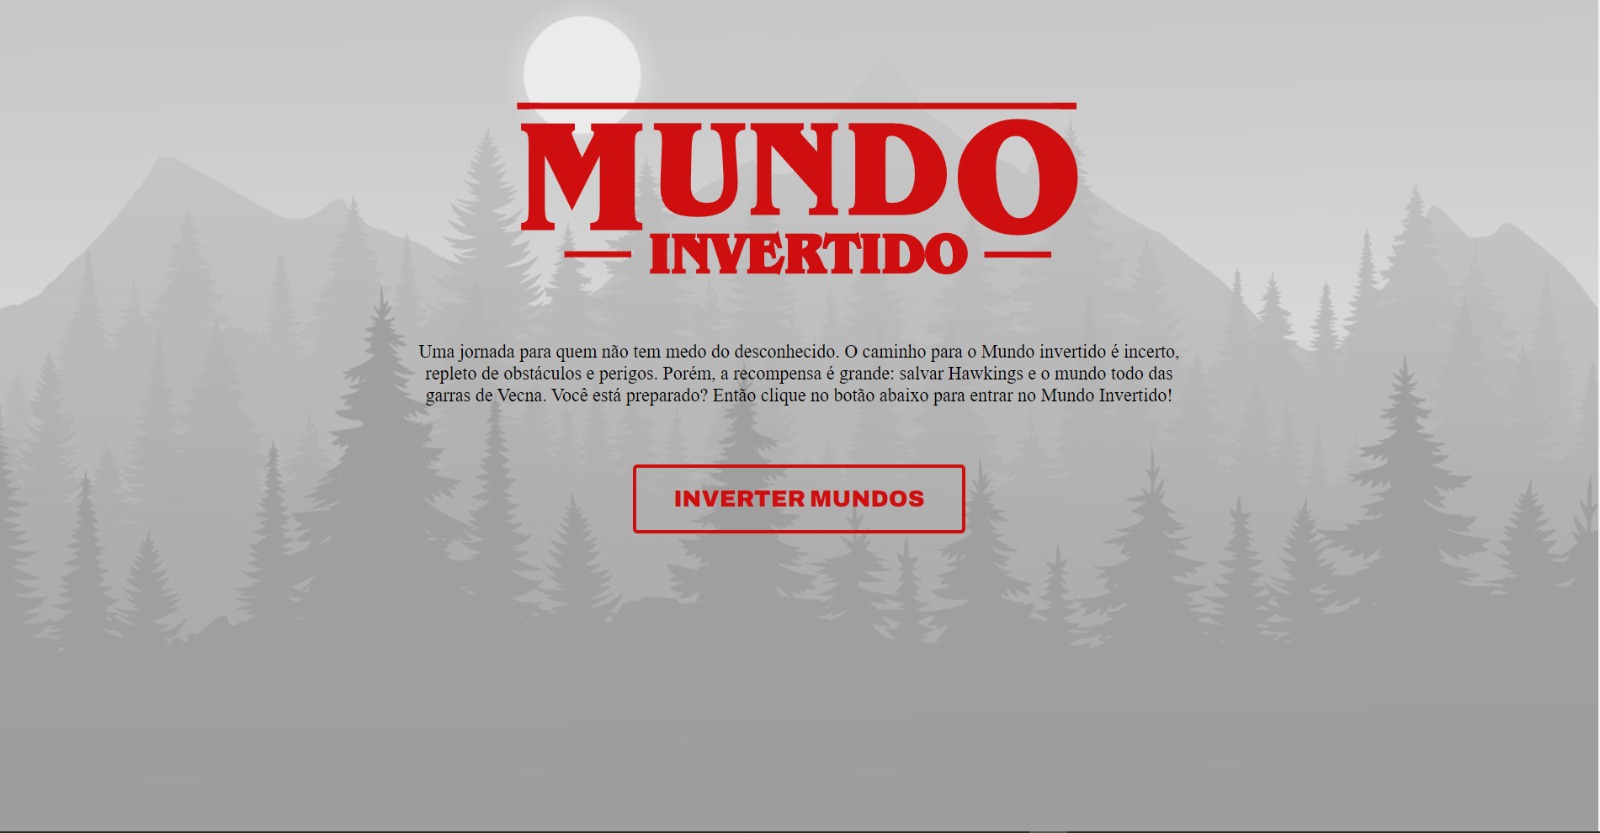 MUNDO
INVERTIDO
Uma jornada para quem não tem medo do desconhecido. O caminho para o Mundo invertido é incerto,
repleto de obstáculos e perigos. Porém, a recompensa é grande: salvar Hawkings e o mundo todo das
garras de Vecna. Você está preparado? Então clique no botão abaixo para entrar no Mundo Invertido!
INVERTER MUNDOS